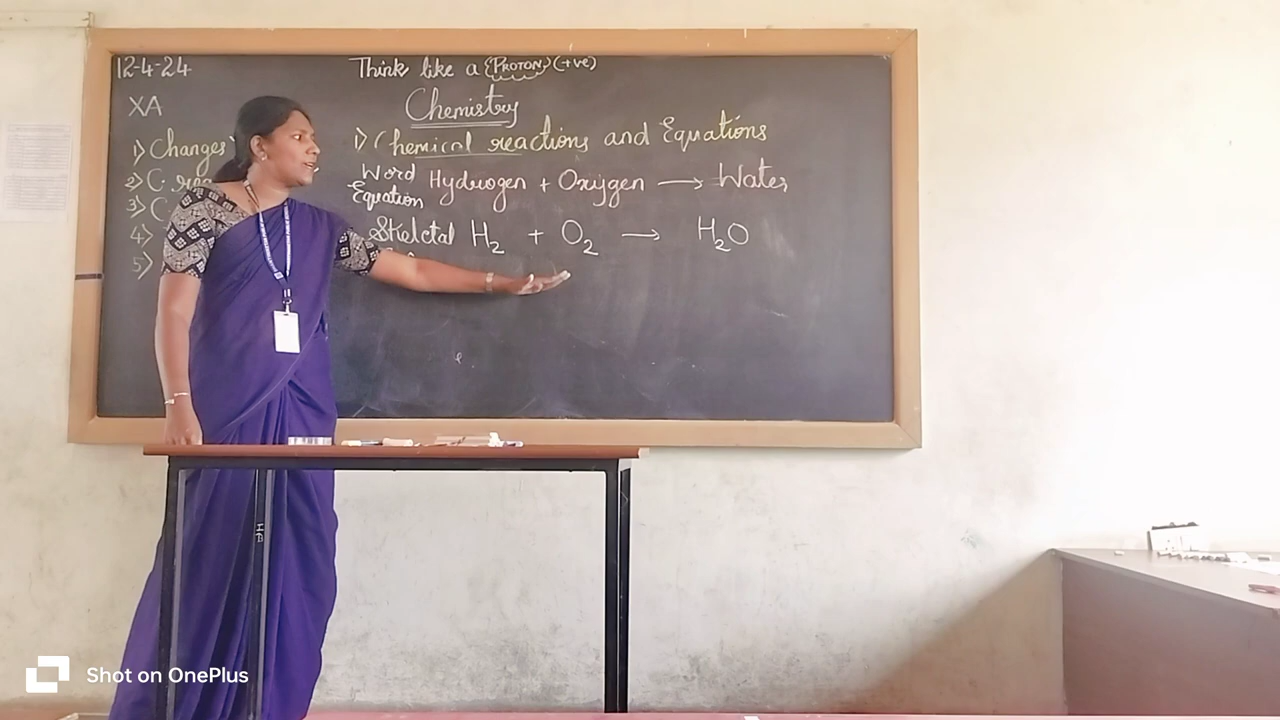 12-4-24
XA
1) Changes
2) C. rea
3) C
4)
5)
Think like a {PROTON} (+ve)
Chemistry
1) Chemical reactions and Equations
Word Equation Hydrogen + Oxygen → Water
Skeletal H₂ + O₂ → H₂O
Shot on OnePlus